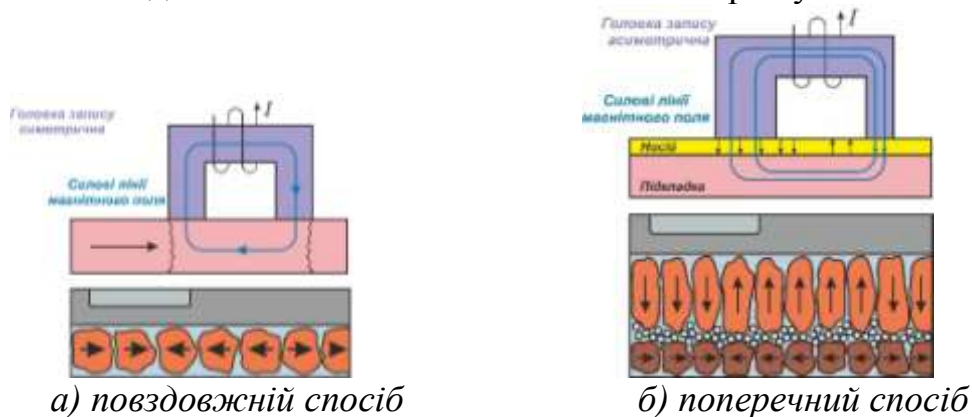 Головка запису
асиметрична
I
Силові лінії
магнітного поля
Носій
Підкладка
Головка запису
симетрична
I
Силові лінії
магнітного поля
а) повздовжній спосіб
б) поперечний спосіб